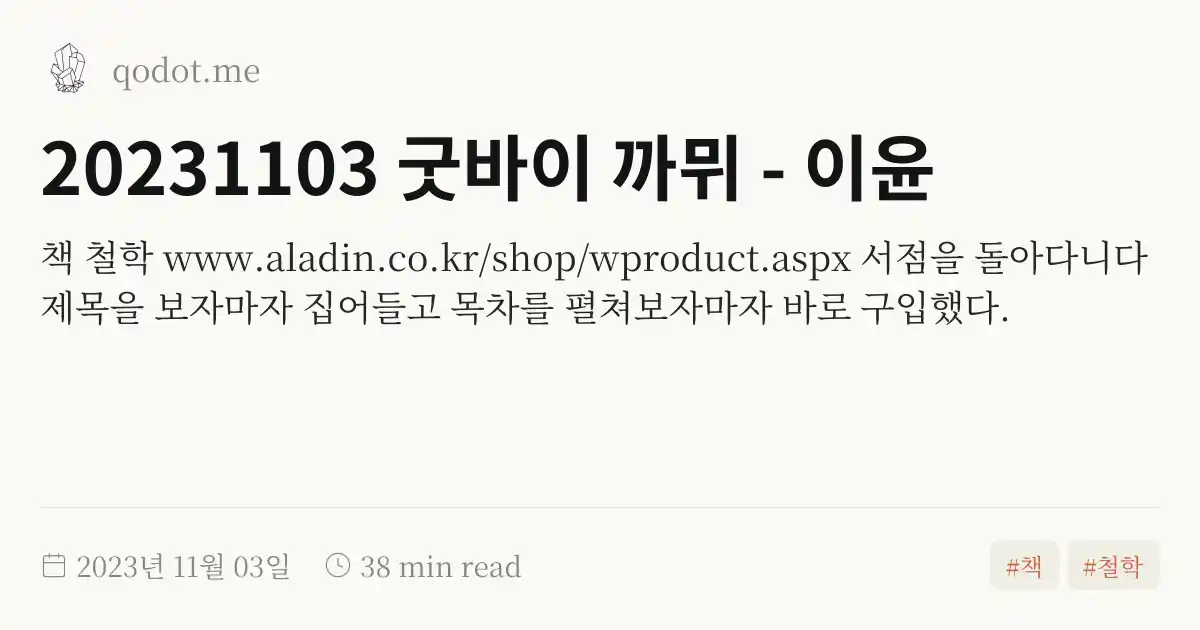 qodot.me
20231103 굿바이 까뮈 - 이윤
책 철학 www.aladin.co.kr/shop/wproduct.aspx 서점을 돌아다니다
제목을 보자마자 집어들고 목차를 펼쳐보자마자 바로 구입했다.
2023년 11월 03일 38 min read #책 #철학